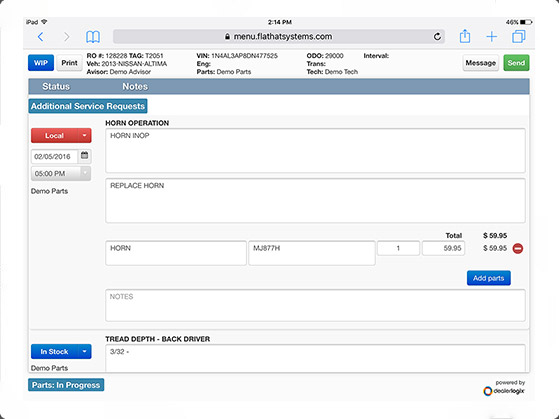 iPad 2:14 PM 46%
menu.flathatsystems.com
WIP Print RO #: 128228 TAG: T2051 VIN: 1N4AL3AP8DN477525 ODO: 29000 Interval: Message Send
Veh: 2013-NISSAN-ALTIMA Eng: Trans:
Avisor: Demo Advisor Parts: Demo Parts Tech: Demo Tech
Status Notes
Additional Service Requests
HORN OPERATION
Local HORN INOP
02/05/2016
05:00 PM
REPLACE HORN
Demo Parts
Total $ 59.95
HORN MJ877H 1 59.95 $ 59.95
Add parts
NOTES
TREAD DEPTH - BACK DRIVER
In Stock 3/32 -
Demo Parts
Parts: In Progress
powered by
dealerlogix